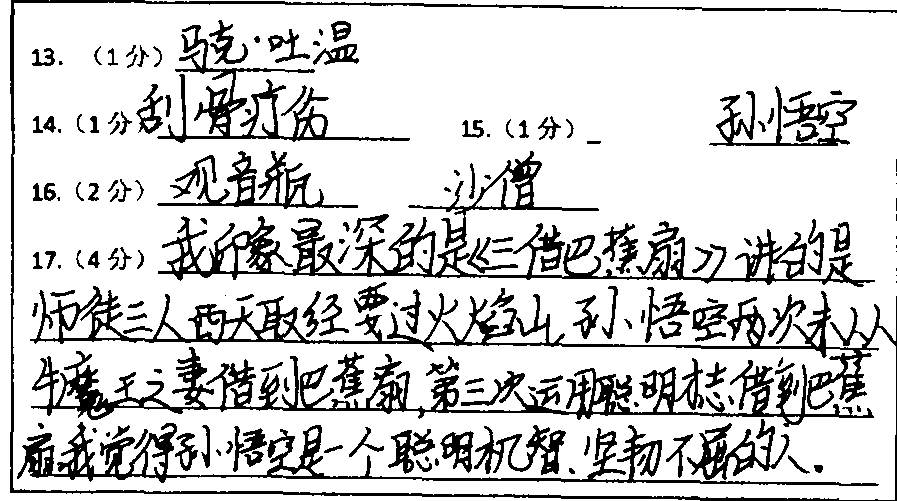 13. （1分）马克·吐温
14.（1分）刮骨疗伤 15.（1分） 孙悟空
16.（2分）观音瓶 沙僧
17.（4分）我印象最深的是《三借巴蕉扇》讲的是
师徒三人西天取经要过火焰山，孙悟空两次未从
牛魔王之妻借到巴蕉扇，第三次运用聪明才志借到巴蕉
扇我觉得孙悟空是一个聪明机智、坚韧不屈的人.